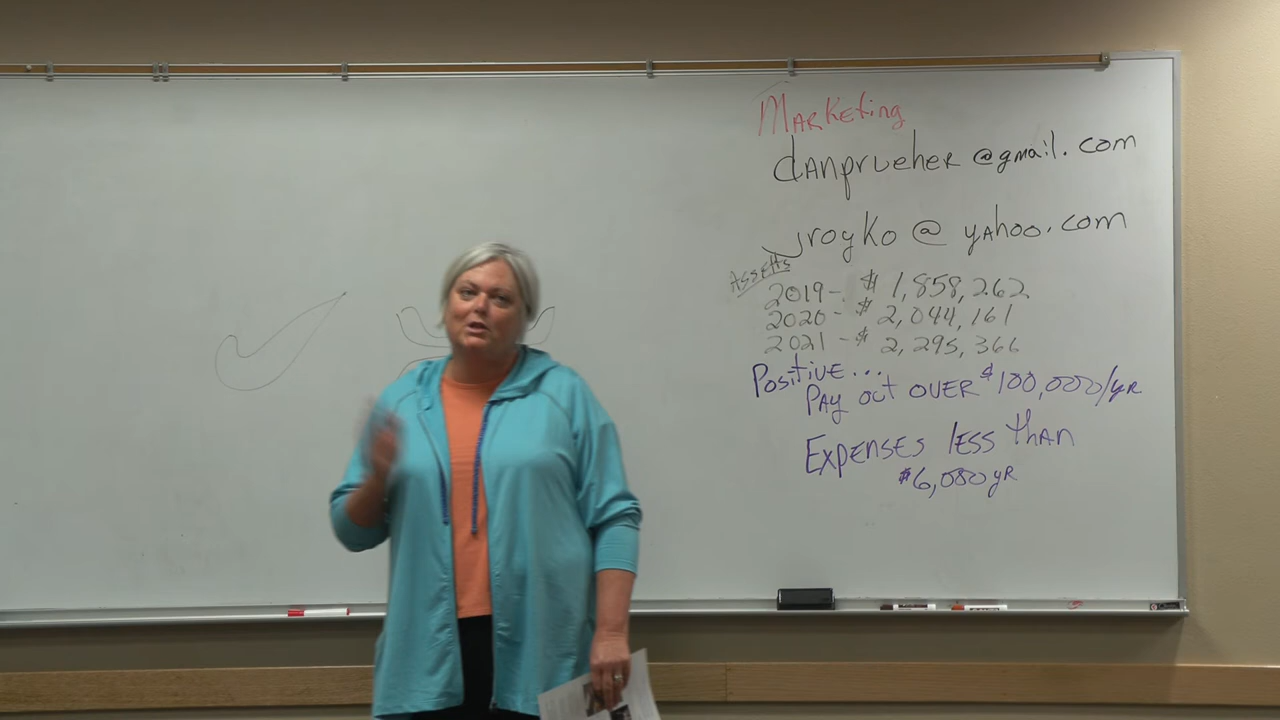 Marketing
danprueher@gmail.com
jroyko@yahoo.com
Assetts
2019-. $ 1,858,262
2020- $ 2,044,161
2021 - $ 2,295,366
Positive...
Pay out over $100,000/yr
Expenses less than
$6,080 yr